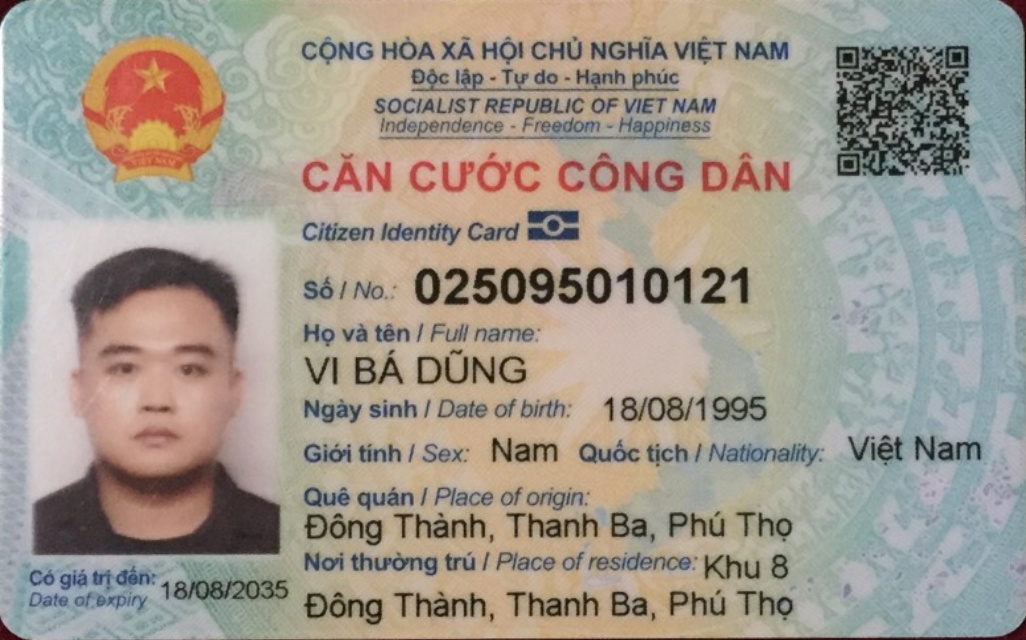 CỘNG HÒA XÃ HỘI CHỦ NGHĨA VIỆT NAM
Độc lập - Tự do - Hạnh phúc
SOCIALIST REPUBLIC OF VIET NAM
Independence - Freedom - Happiness
CĂN CƯỚC CÔNG DÂN
Citizen Identity Card
Số / No.: 025095010121
Họ và tên / Full name:
VI BÁ DŨNG
Ngày sinh / Date of birth: 18/08/1995
Giới tính / Sex: Nam Quốc tịch / Nationality: Việt Nam
Quê quán / Place of origin:
Đông Thành, Thanh Ba, Phú Thọ
Nơi thường trú / Place of residence: Khu 8
Đông Thành, Thanh Ba, Phú Thọ
Có giá trị đến: 18/08/2035
Date of expiry